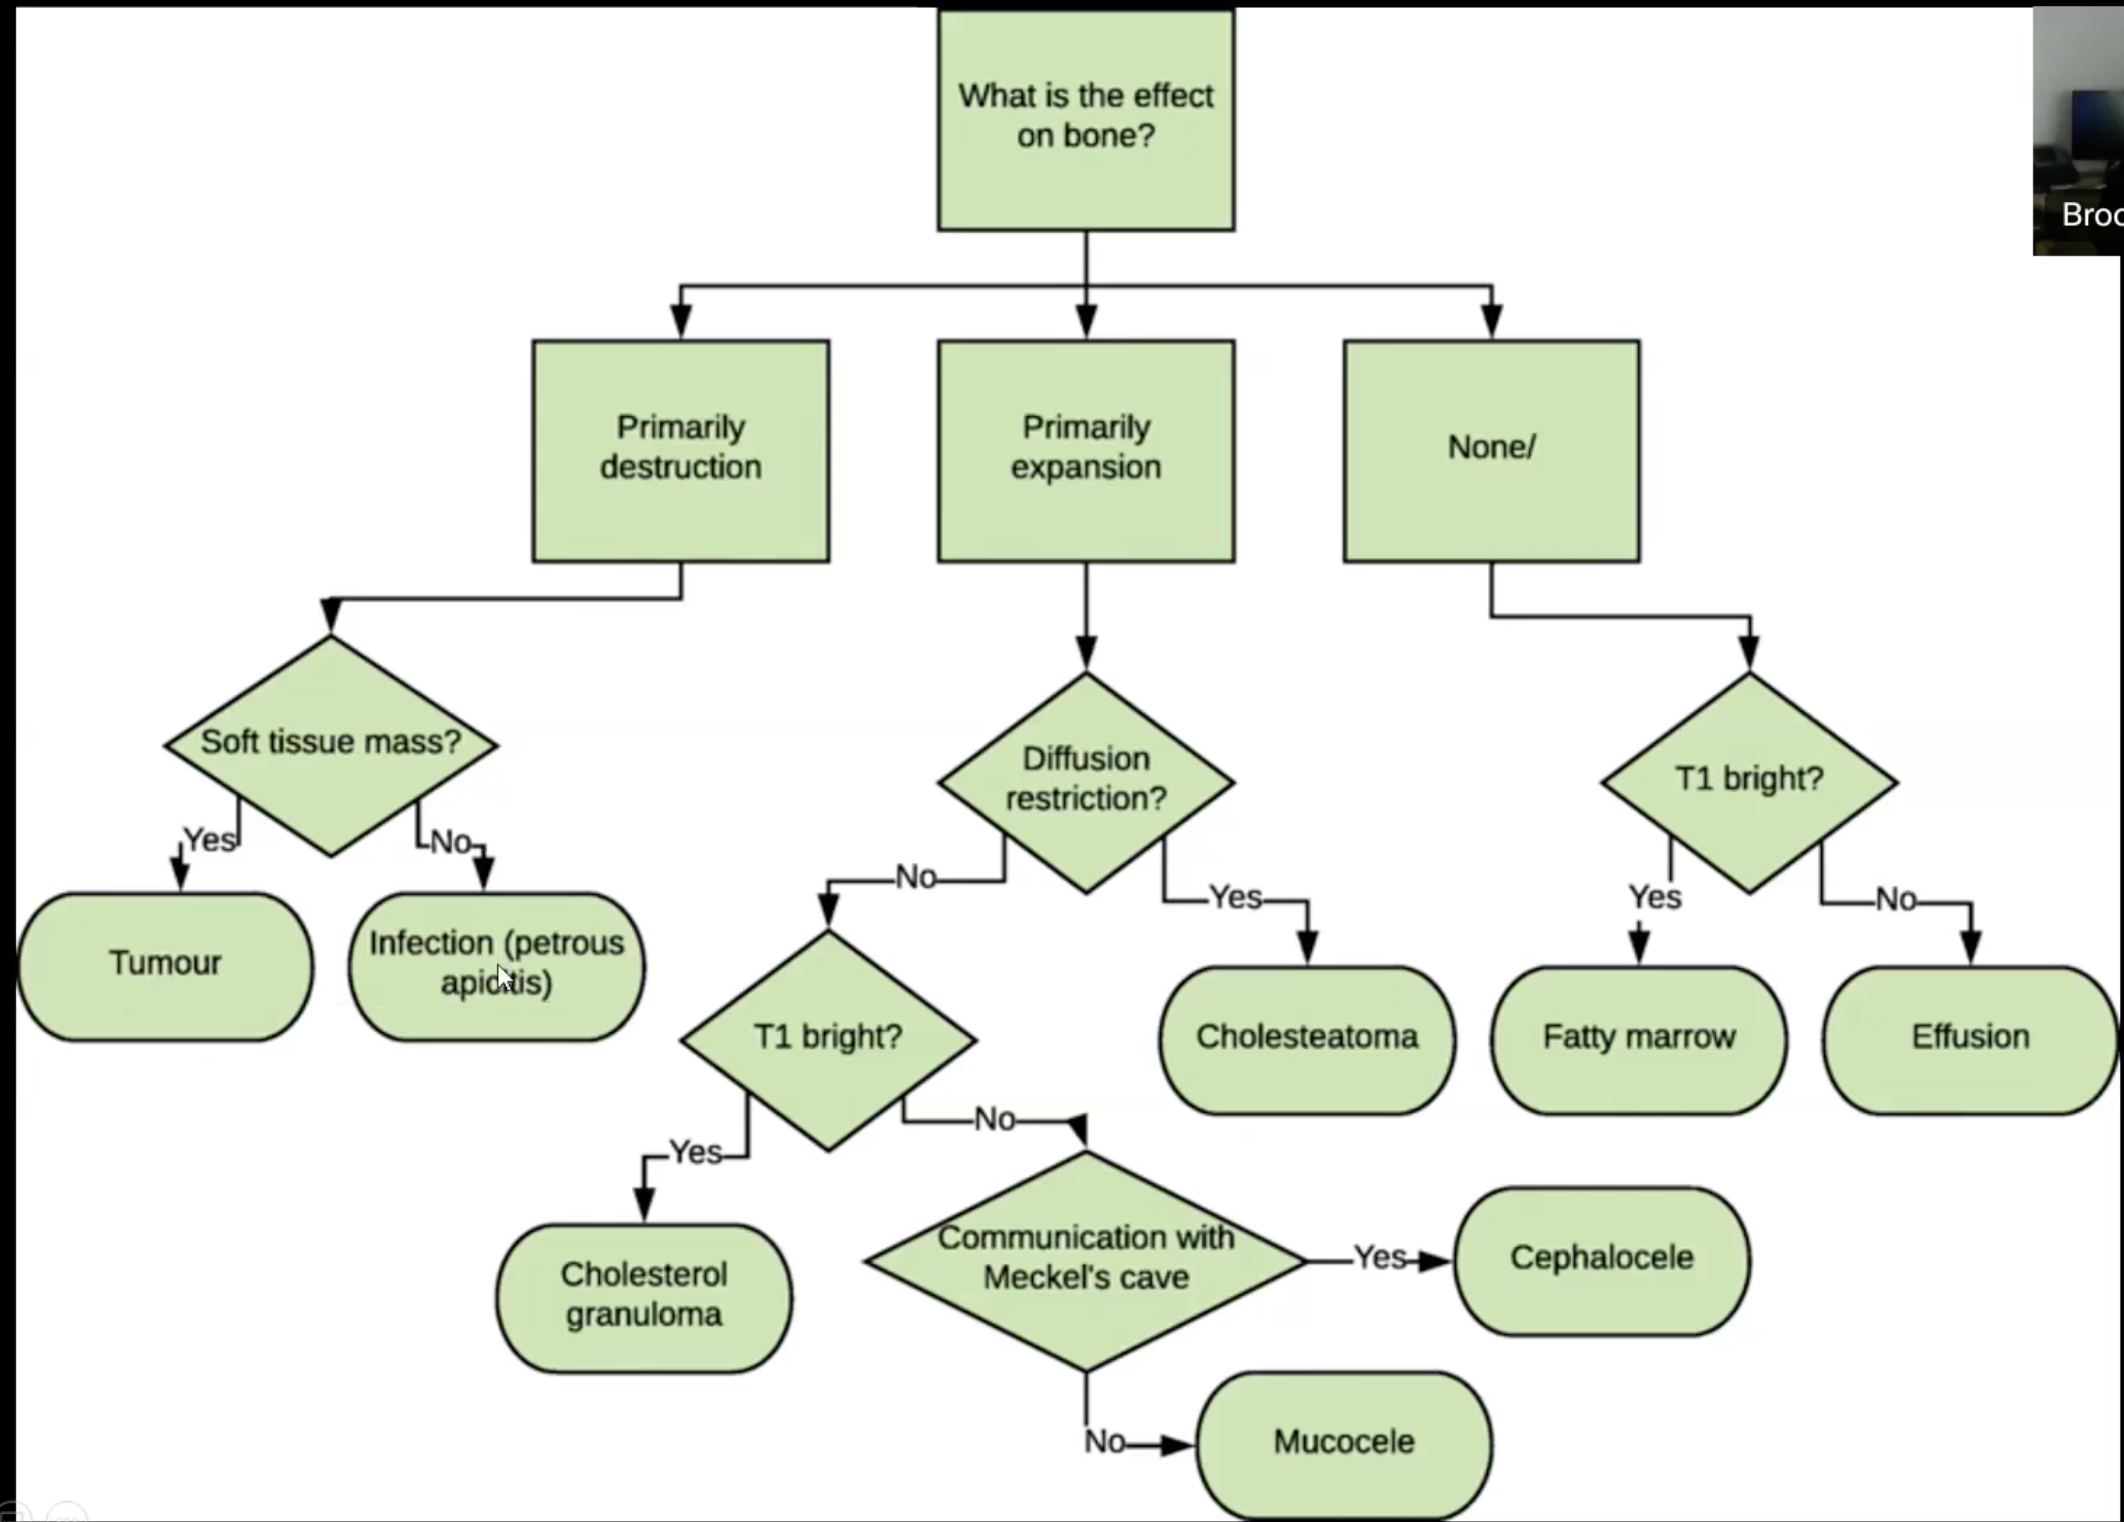 What is the effect
on bone?
Broc
Primarily
destruction
Primarily
expansion
None/
Soft tissue mass?
Diffusion
restriction?
T1 bright?
Yes
No
No
Yes
Yes
No
Tumour
Infection (petrous
apicitis)
T1 bright?
Cholesteatoma
Fatty marrow
Effusion
Yes
No
Cholesterol
granuloma
Communication with
Meckel's cave
Yes
Cephalocele
No
Mucocele